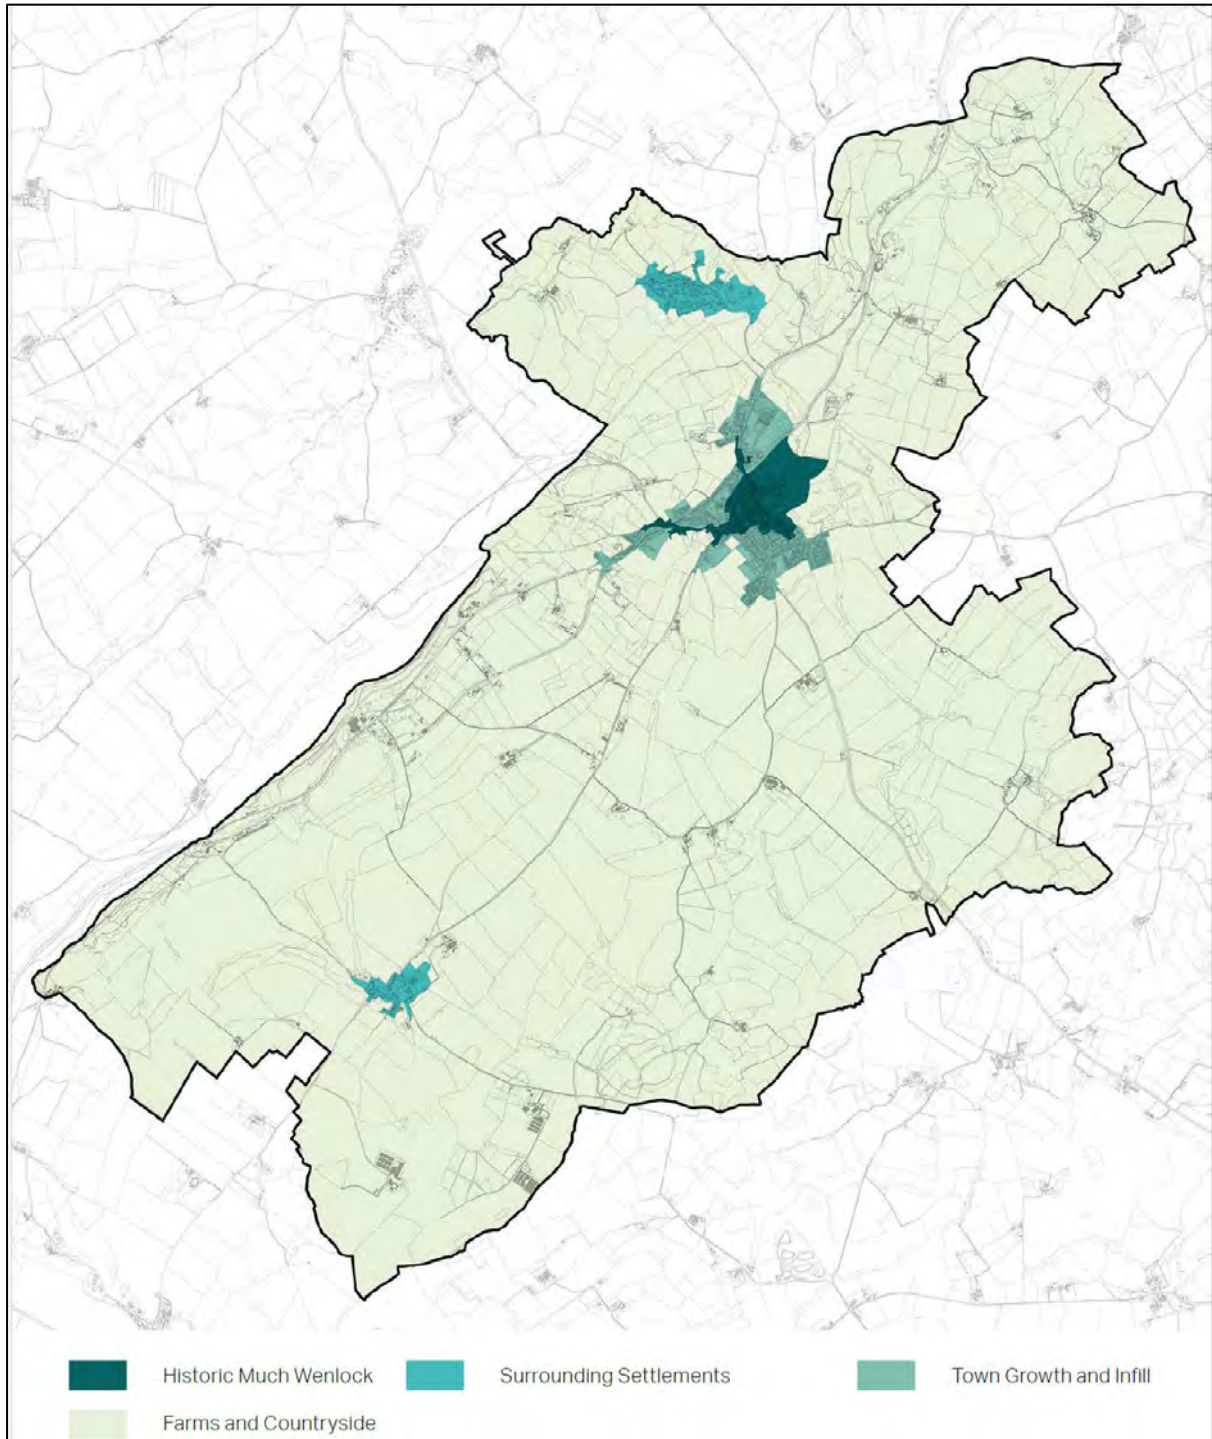 Historic Much Wenlock Surrounding Settlements Town Growth and Infill
Farms and Countryside